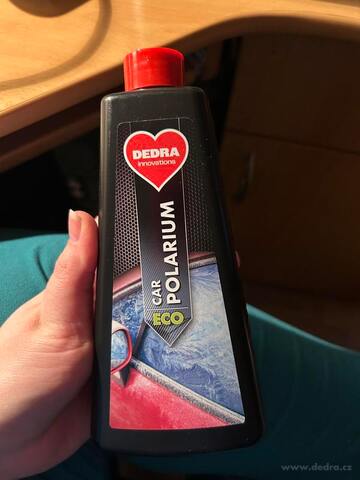 DEDRA
innovations
CAR
POLARIUM
ECO
www.dedra.cz